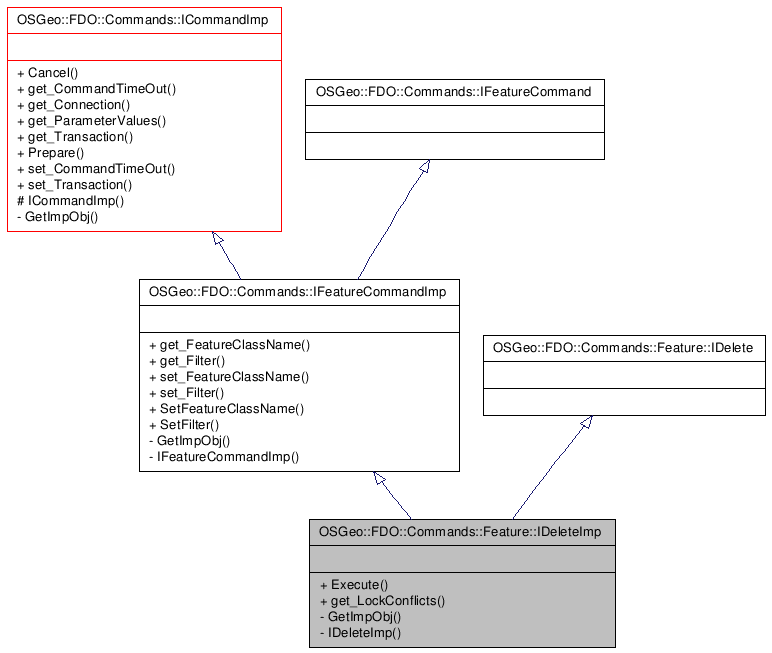 OSGeo::FDO::Commands::ICommandImp
+ Cancel()
+ get_CommandTimeOut()
+ get_Connection()
+ get_ParameterValues()
+ get_Transaction()
+ Prepare()
+ set_CommandTimeOut()
+ set_Transaction()
# ICommandImp()
- GetImpObj()
OSGeo::FDO::Commands::IFeatureCommand
OSGeo::FDO::Commands::IFeatureCommandImp
+ get_FeatureClassName()
+ get_Filter()
+ set_FeatureClassName()
+ set_Filter()
+ SetFeatureClassName()
+ SetFilter()
- GetImpObj()
- IFeatureCommandImp()
OSGeo::FDO::Commands::Feature::IDelete
OSGeo::FDO::Commands::Feature::IDeleteImp
+ Execute()
+ get_LockConflicts()
- GetImpObj()
- IDeleteImp()